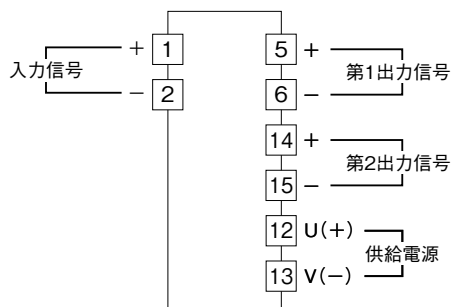 + 1
入力信号
− 2
5 +
第1出力信号
6 −
14 +
第2出力信号
15 −
12 U(+)
供給電源
13 V(−)